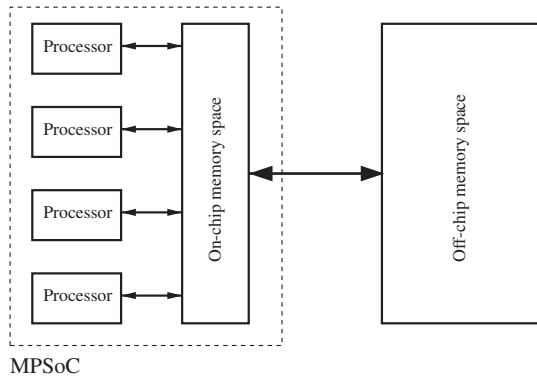 Processor
Processor
Processor
Processor
On-chip memory space
Off-chip memory space
MPSoC